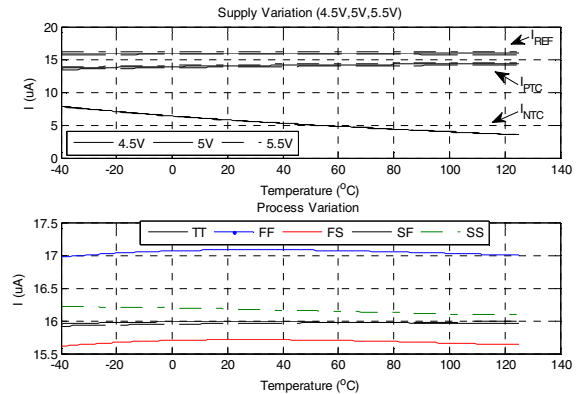 Supply Variation (4.5V,5V,5.5V)
20
15
10
5
0
I (uA)
I_REF
I_PTC
I_NTC
4.5V 5V 5.5V
-40 -20 0 20 40 60 80 100 120 140
Temperature (°C)
Process Variation
TT FF FS SF SS
17.5
17
16.5
16
15.5
I (uA)
-40 -20 0 20 40 60 80 100 120 140
Temperature (°C)